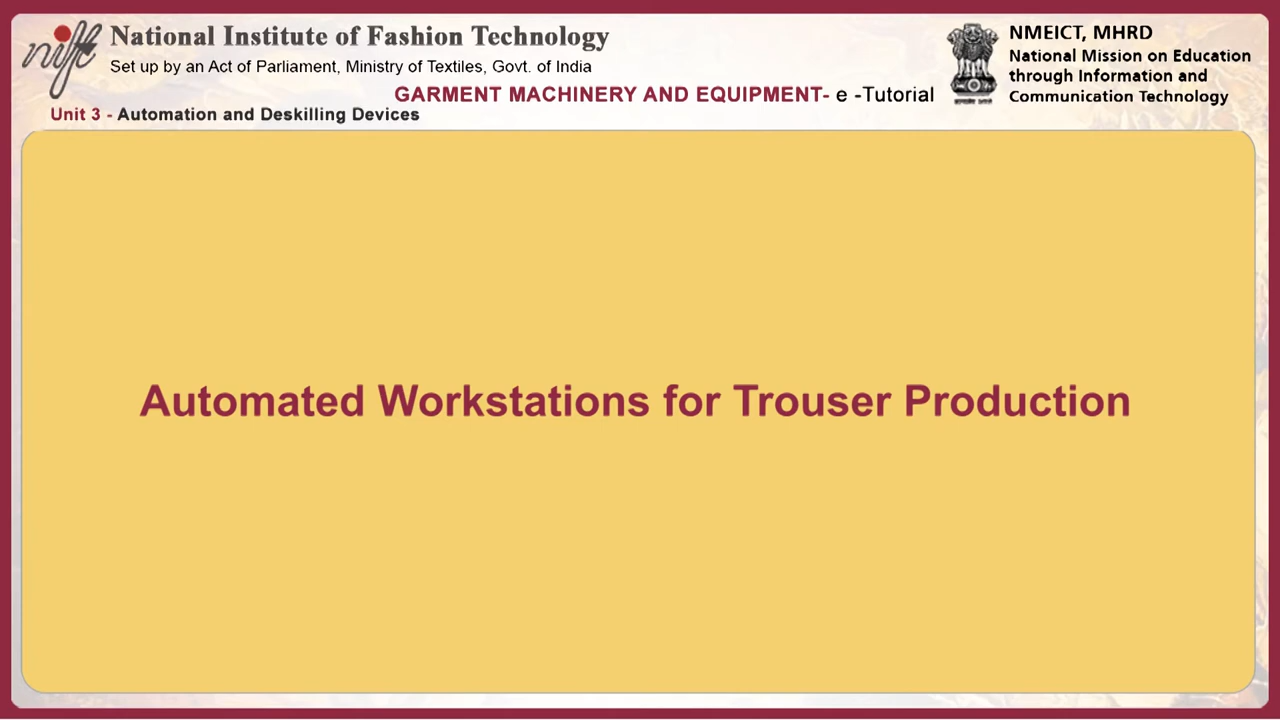 nift
National Institute of Fashion Technology
Set up by an Act of Parliament, Ministry of Textiles, Govt. of India
GARMENT MACHINERY AND EQUIPMENT- e -Tutorial
Unit 3 - Automation and Deskilling Devices
NMEICT, MHRD
National Mission on Education
through Information and
Communication Technology
Automated Workstations for Trouser Production